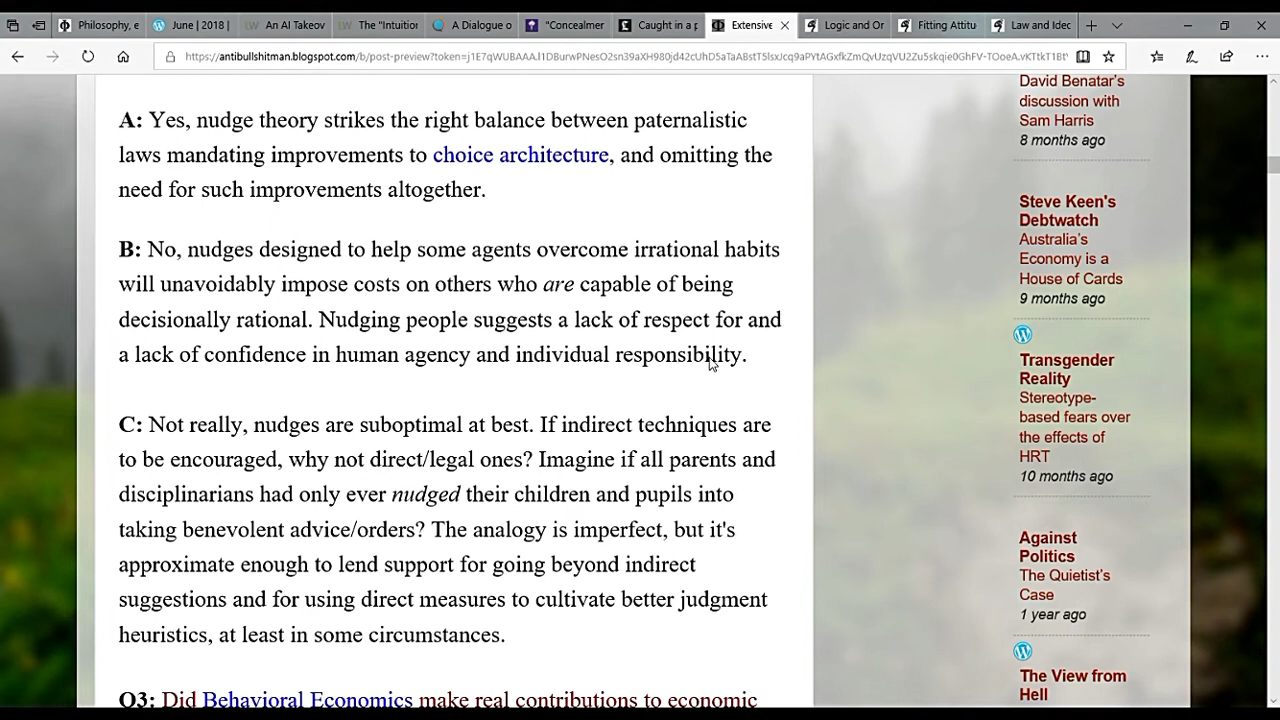 Philosophy, e
June | 2018 |
An AI Takeov
The "Intuition
A Dialogue o
"Concealmer
Caught in a p
Extensive
Logic and Or
Fitting Attitu
Law and Idec
David Benatar's
discussion with
Sam Harris
8 months ago
A: Yes, nudge theory strikes the right balance between paternalistic
laws mandating improvements to choice architecture, and omitting the
need for such improvements altogether.
B: No, nudges designed to help some agents overcome irrational habits
will unavoidably impose costs on others who are capable of being
decisionally rational. Nudging people suggests a lack of respect for and
a lack of confidence in human agency and individual responsibility.
C: Not really, nudges are suboptimal at best. If indirect techniques are
to be encouraged, why not direct/legal ones? Imagine if all parents and
disciplinarians had only ever nudged their children and pupils into
taking benevolent advice/orders? The analogy is imperfect, but it's
approximate enough to lend support for going beyond indirect
suggestions and for using direct measures to cultivate better judgment
heuristics, at least in some circumstances.
Q3: Did Behavioral Economics make real contributions to economic
Steve Keen's
Debtwatch
Australia's
Economy is a
House of Cards
9 months ago
Transgender
Reality
Stereotype-
based fears over
the effects of
HRT
10 months ago
Against
Politics
The Quietist's
Case
1 year ago
The View from
Hell